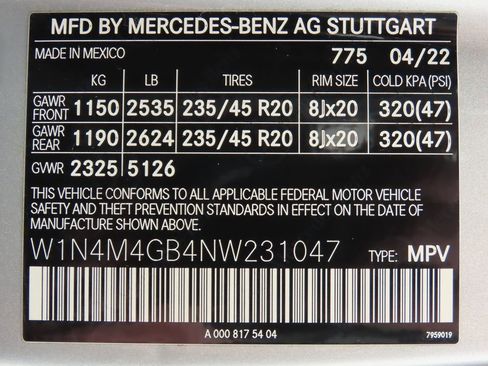 MFD BY MERCEDES-BENZ AG STUTTGART
MADE IN MEXICO 775 04/22
KG LB TIRES RIM SIZE COLD KPA (PSI)
GAWR FRONT 1150 2535 235/45 R20 8Jx20 320(47)
GAWR REAR 1190 2624 235/45 R20 8Jx20 320(47)
GVWR 2325 5126
THIS VEHICLE CONFORMS TO ALL APPLICABLE FEDERAL MOTOR VEHICLE
SAFETY AND THEFT PREVENTION STANDARDS IN EFFECT ON THE DATE
OF MANUFACTURE SHOWN ABOVE.
W1N4M4GB4NW231047 TYPE: MPV
A 000 817 54 04 7959019